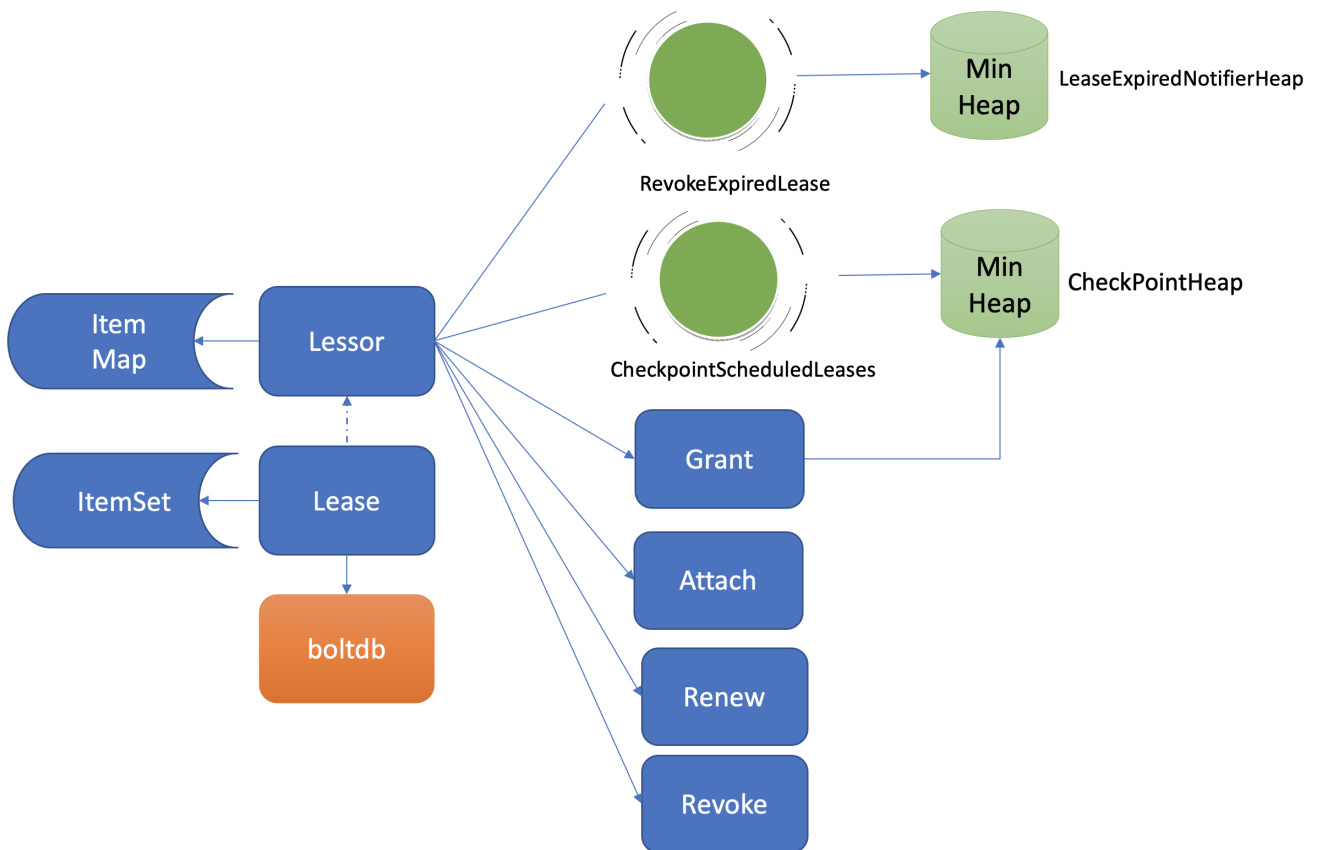 Min
Heap
LeaseExpiredNotifierHeap
RevokeExpiredLease
Min
Heap
CheckPointHeap
CheckpointScheduledLeases
Item
Map
Lessor
Grant
ItemSet
Lease
Attach
boltdb
Renew
Revoke